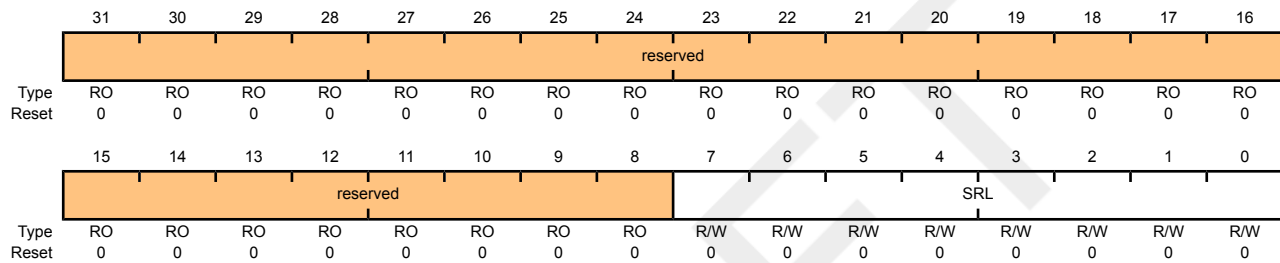 31 30 29 28 27 26 25 24 23 22 21 20 19 18 17 16
reserved
Type RO RO RO RO RO RO RO RO RO RO RO RO RO RO RO RO
Reset 0 0 0 0 0 0 0 0 0 0 0 0 0 0 0 0
15 14 13 12 11 10 9 8 7 6 5 4 3 2 1 0
reserved SRL
Type RO RO RO RO RO RO RO RO R/W R/W R/W R/W R/W R/W R/W R/W
Reset 0 0 0 0 0 0 0 0 0 0 0 0 0 0 0 0